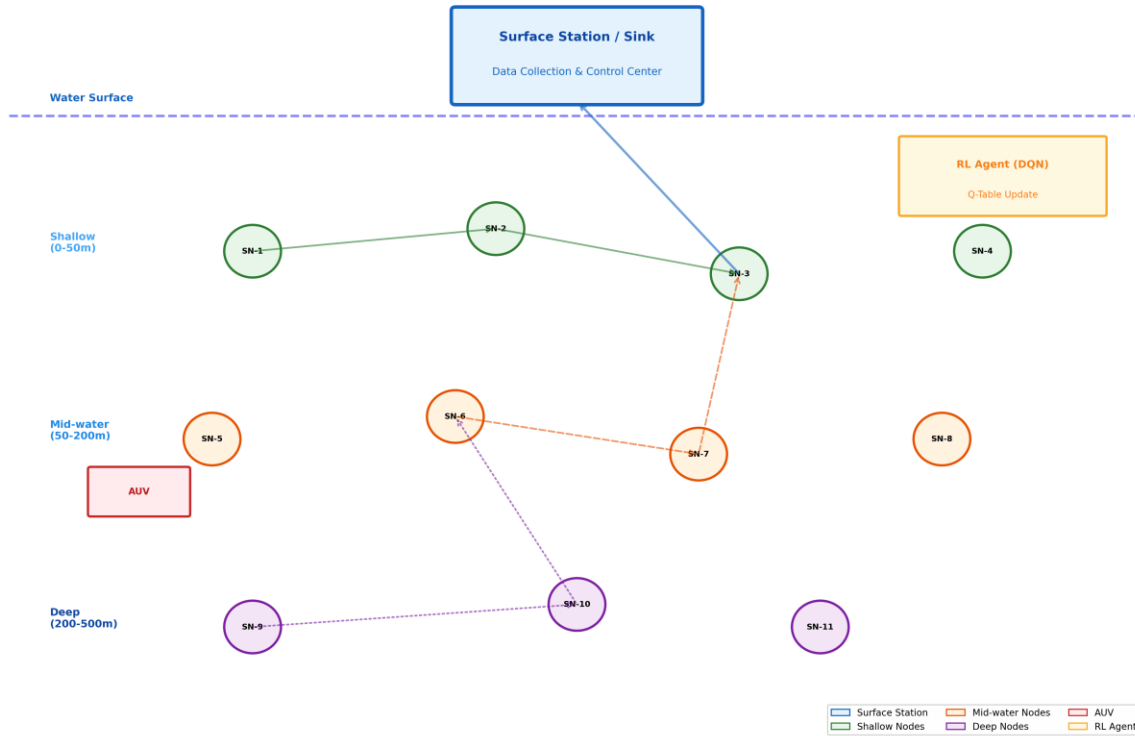 Surface Station / Sink
Data Collection & Control Center
Water Surface
RL Agent (DQN)
Q-Table Update
Shallow
(0-50m)
SN-1
SN-2
SN-3
SN-4
Mid-water
(50-200m)
SN-5
SN-6
SN-7
SN-8
AUV
Deep
(200-500m)
SN-9
SN-10
SN-11
Surface Station
Shallow Nodes
Mid-water Nodes
Deep Nodes
AUV
RL Agent